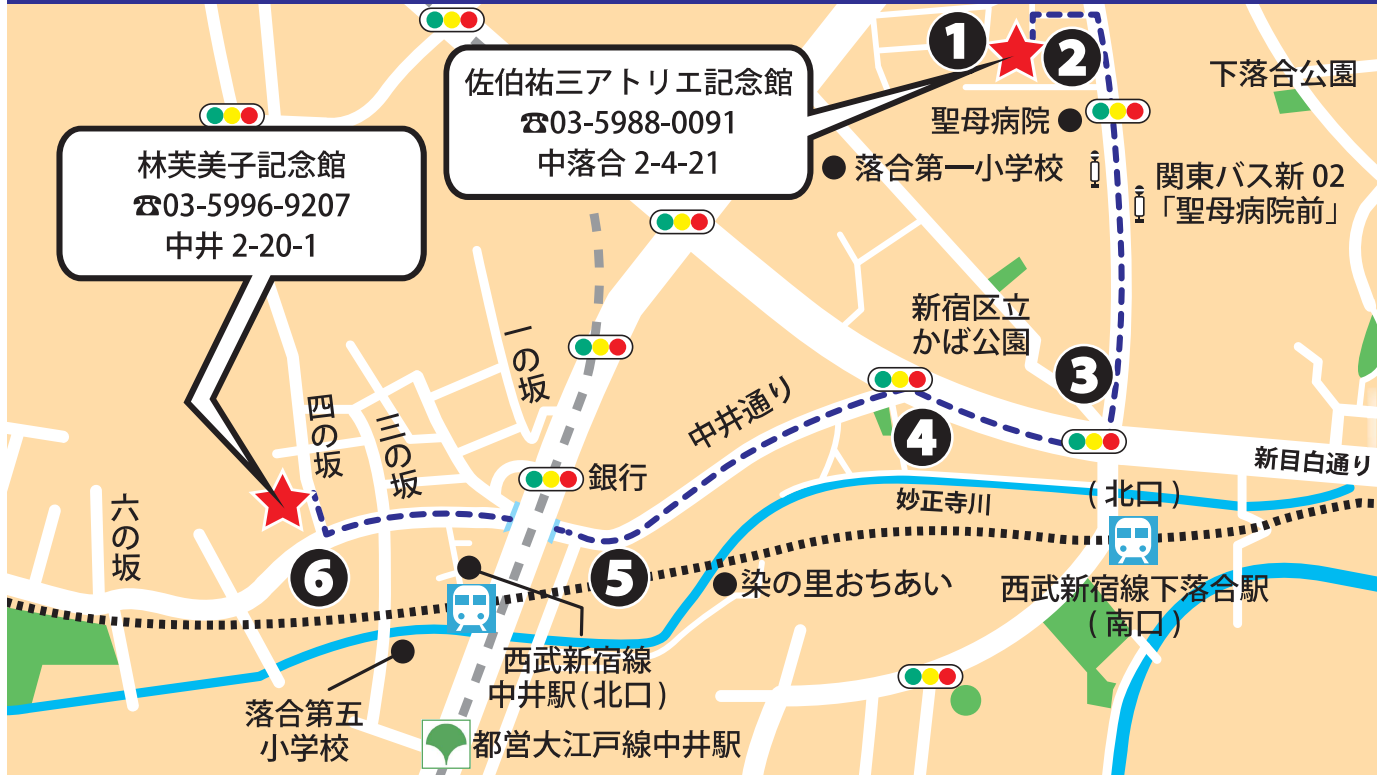 ❶
❷
佐伯祐三アトリエ記念館
☎03-5988-0091
中落合 2-4-21
下落合公園
聖母病院
落合第一小学校
関東バス新 02
「聖母病院前」
林芙美子記念館
☎03-5996-9207
中井 2-20-1
新宿区立
かば公園
❸
一の坂
中井通り
❹
四の坂
三の坂
新目白通り
銀行
(北口)
妙正寺川
六の坂
❻
❺
染の里おちあい
西武新宿線下落合駅
(南口)
西武新宿線
中井駅(北口)
落合第五
小学校
都営大江戸線中井駅